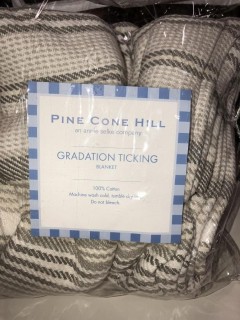 PINE CONE HILL
an annie selke company
GRADATION TICKING
BLANKET
100% Cotton
Machine wash cold, tumble dry low
Do not bleach.